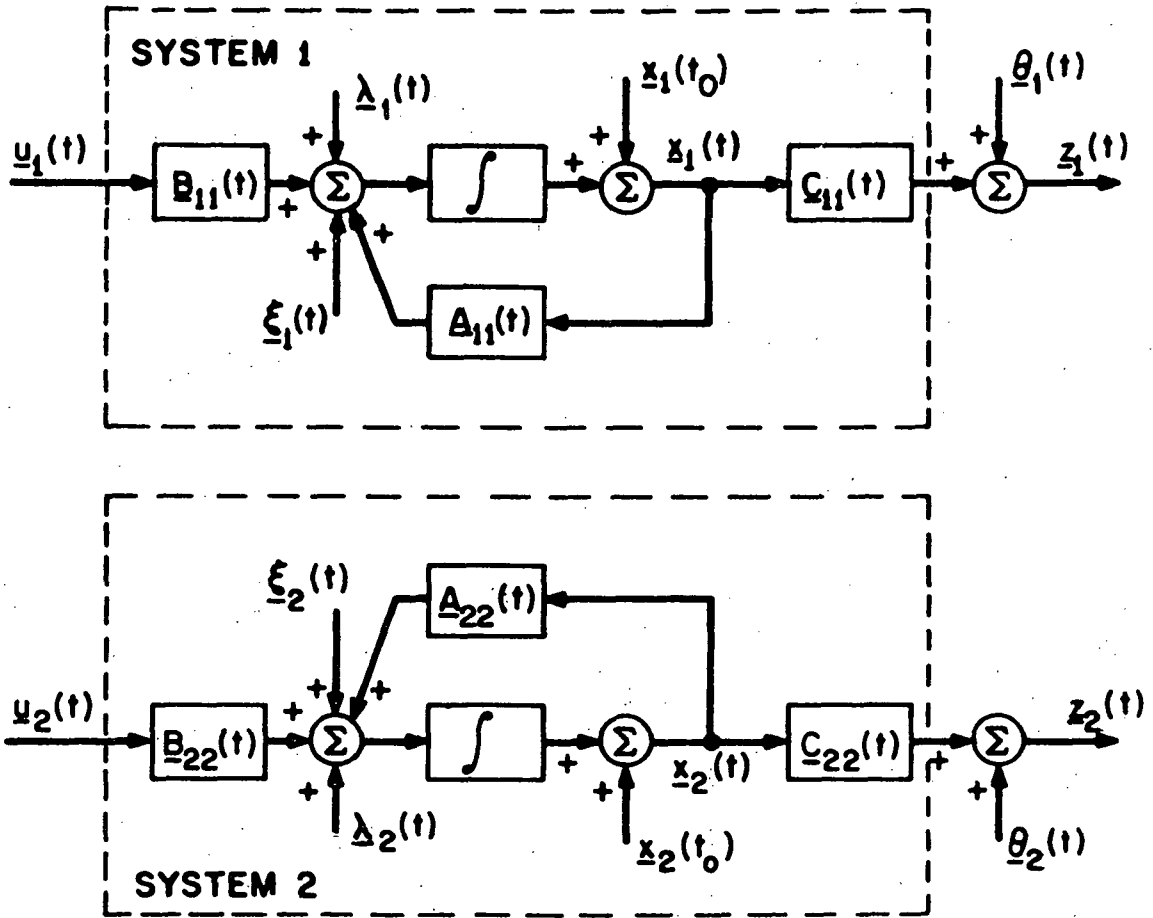 SYSTEM 1
λ₁(t)
x₁(t₀)
θ₁(t)
u₁(t)
B₁₁(t)
+
+
Σ
∫
+
+
Σ
x₁(t)
C₁₁(t)
+
+
Σ
z₁(t)
+
+
ξ₁(t)
A₁₁(t)
ξ₂(t)
A₂₂(t)
u₂(t)
B₂₂(t)
+
+
+
Σ
∫
Σ
C₂₂(t)
Σ
z₂(t)
+
+
+
x₂(t)
+
+
λ₂(t)
x₂(t₀)
θ₂(t)
SYSTEM 2